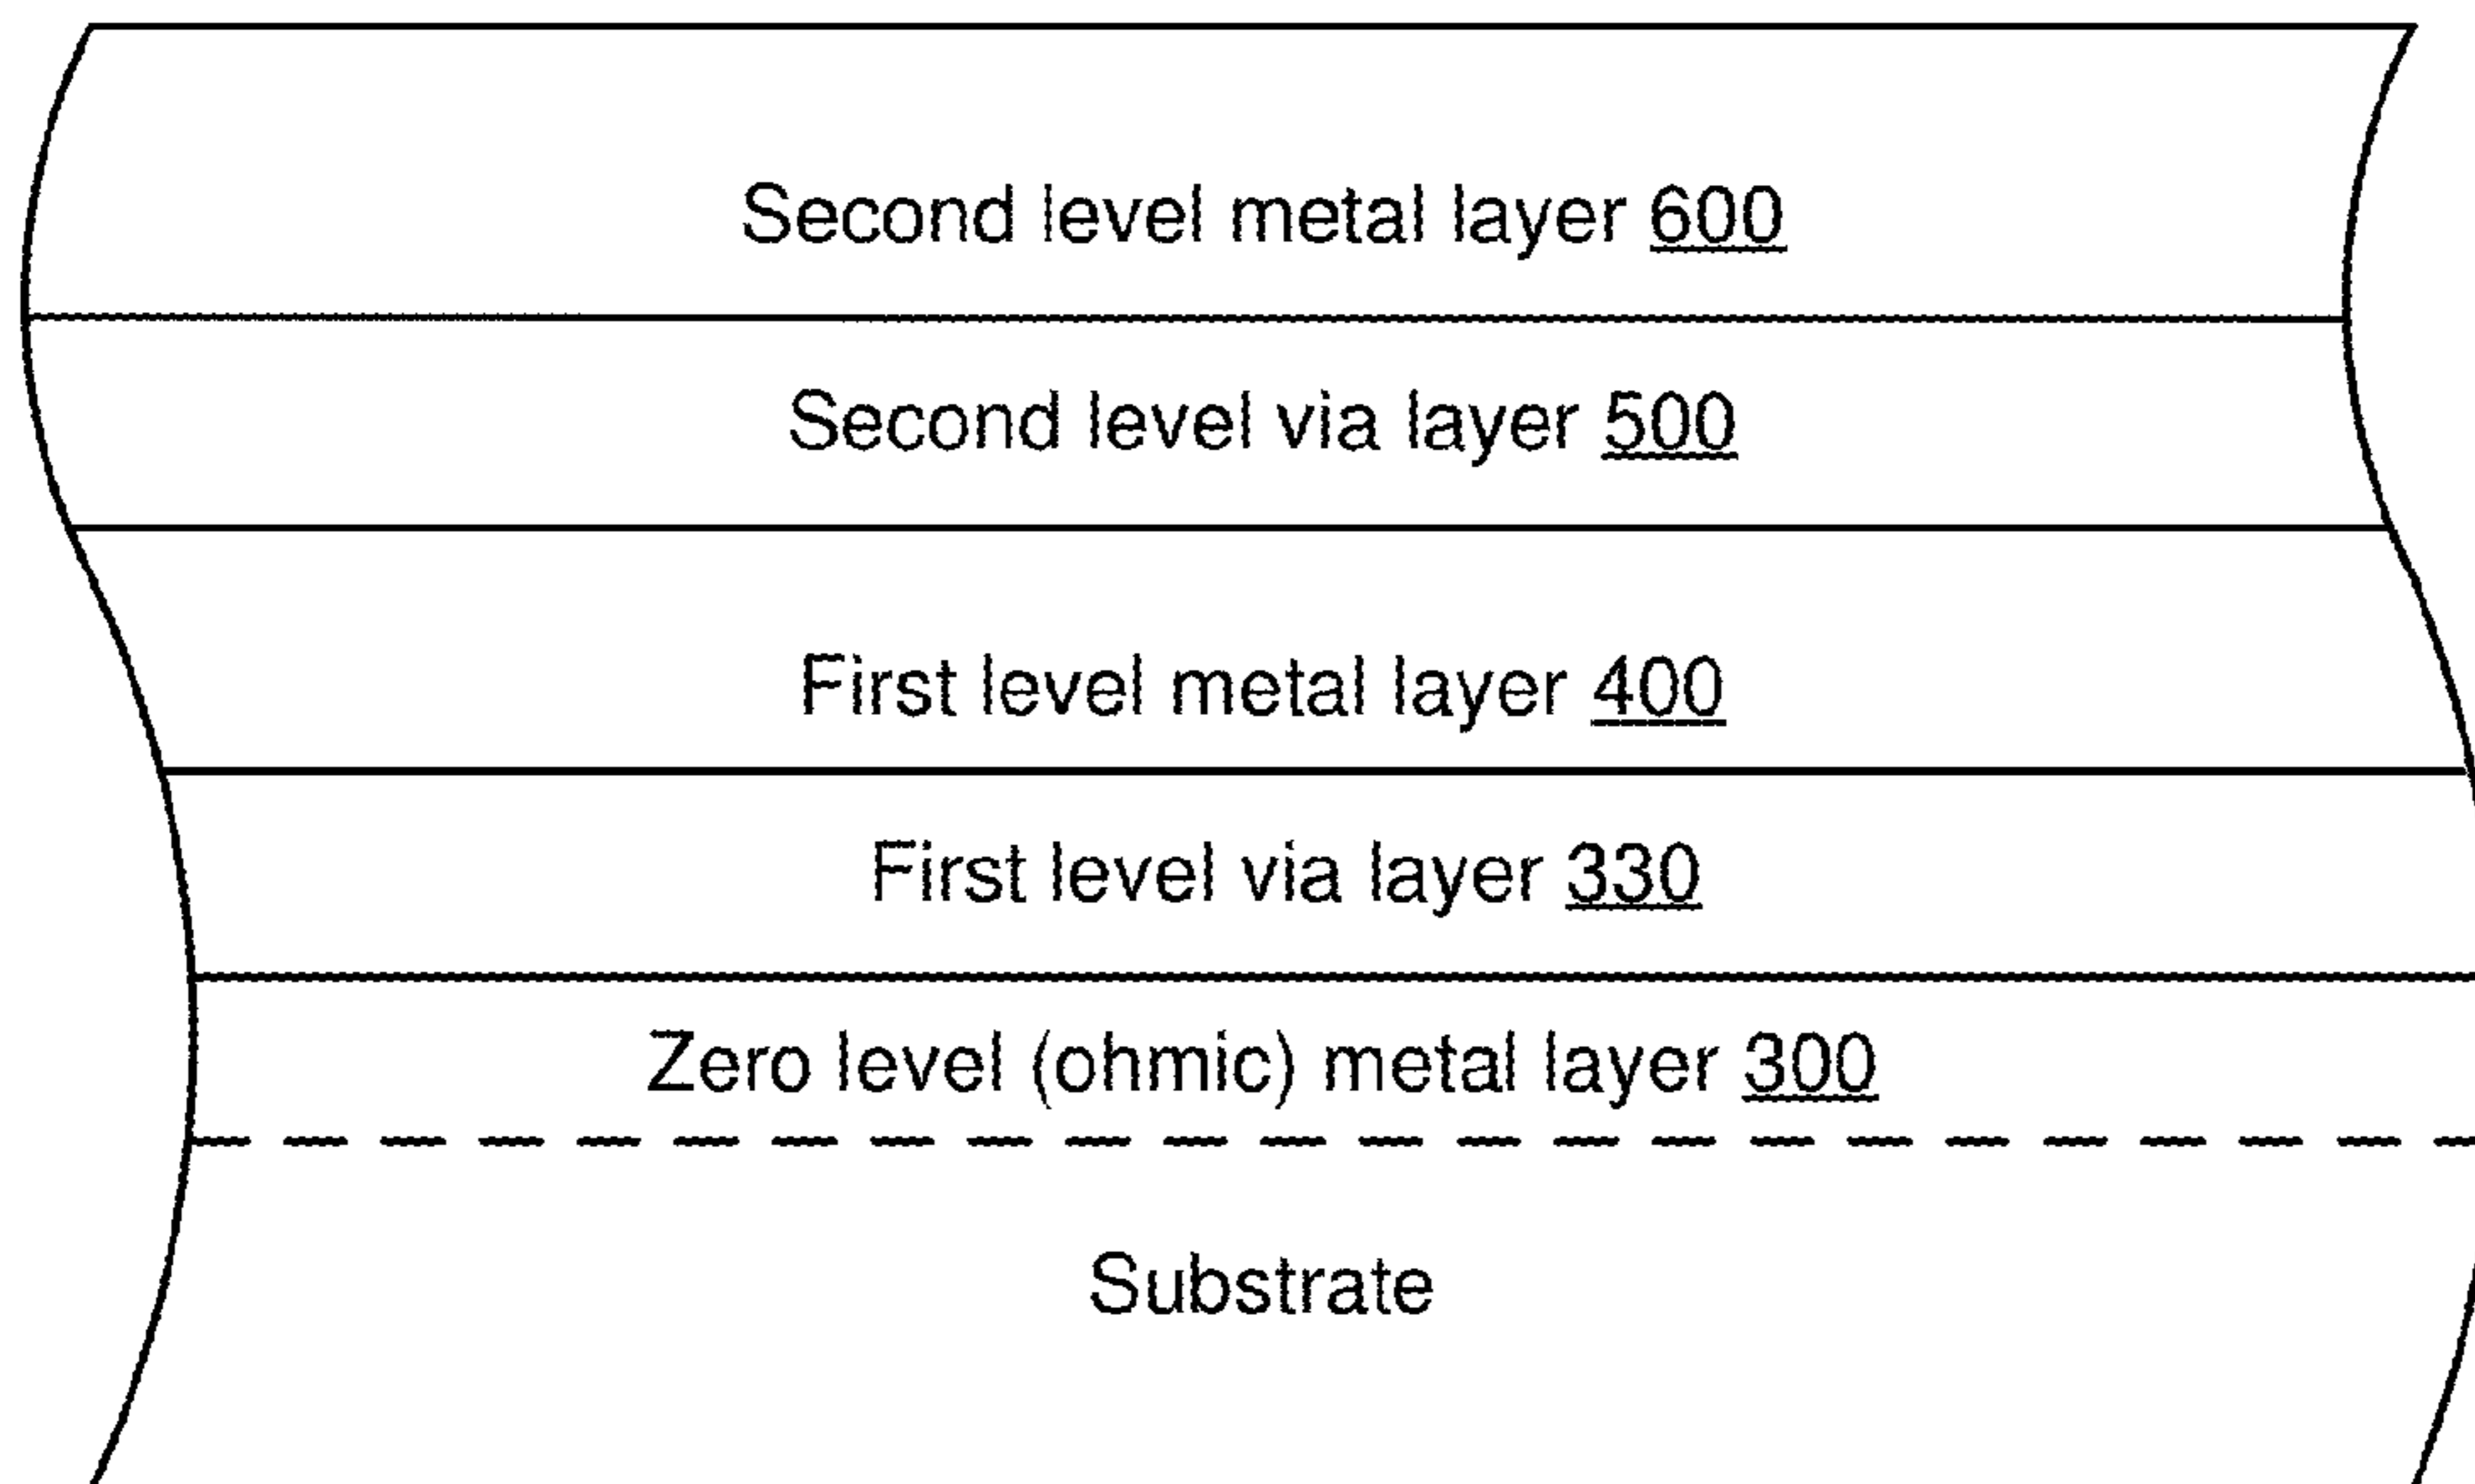 Second level metal layer 600
Second level via layer 500
First level metal layer 400
First level via layer 330
Zero level (ohmic) metal layer 300
Substrate